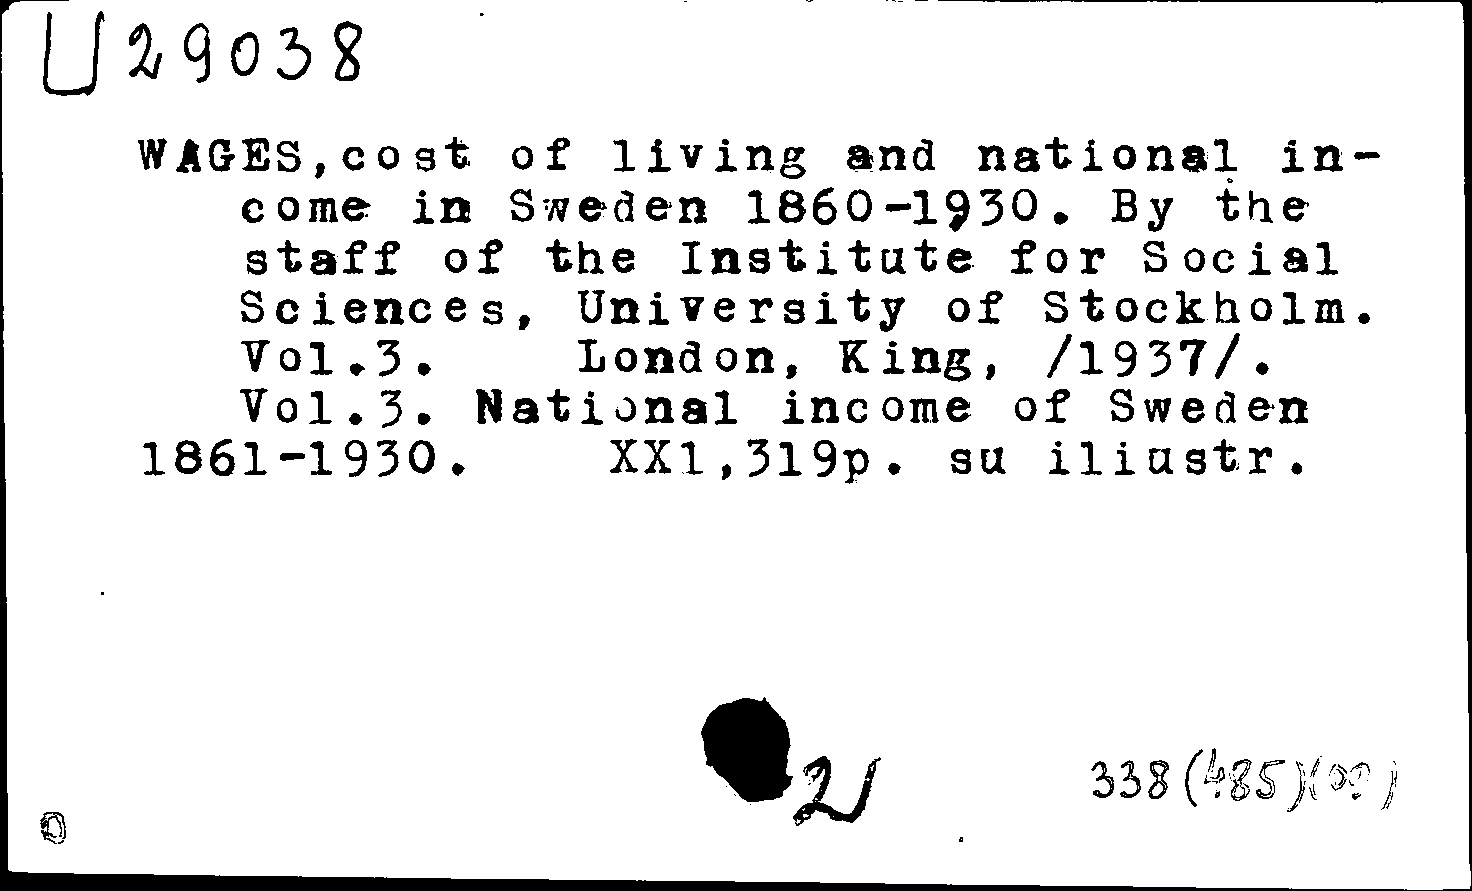 U 29038
WAGES,cost of living and national in-
come in Sweden 1860-1930. By the
staff of the Institute for Social
Sciences, University of Stockholm.
Vol.3. London, King, /1937/.
Vol.3. National income of Sweden
1861-1930. XX1,319p. su iliustr.
2
338(485)